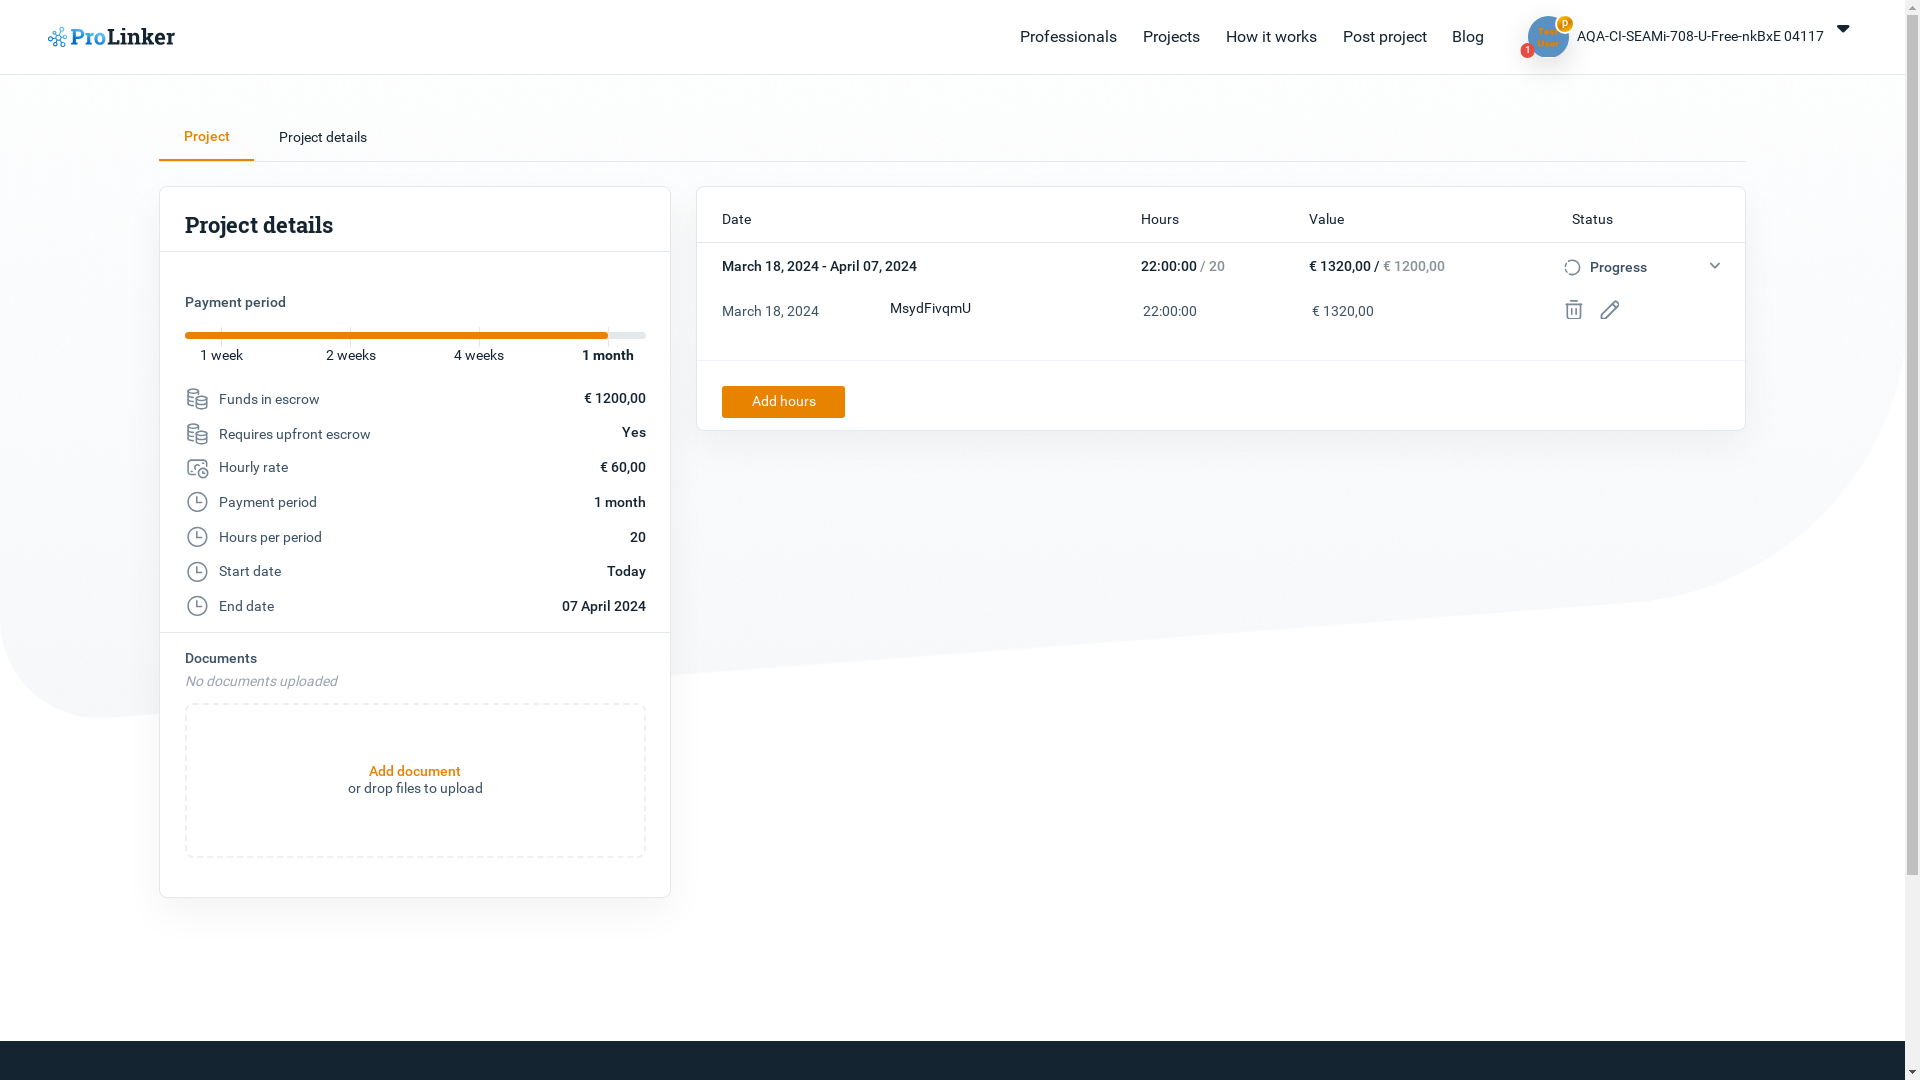 ProLinker
Professionals
Projects
How it works
Post project
Blog
P
1
AQA-CI-SEAMi-708-U-Free-nkBxE 04117
Project
Project details
Project details
Payment period
1 week
2 weeks
4 weeks
1 month
Funds in escrow
€ 1200,00
Requires upfront escrow
Yes
Hourly rate
€ 60,00
Payment period
1 month
Hours per period
20
Start date
Today
End date
07 April 2024
Documents
No documents uploaded
Add document
or drop files to upload
Date
Hours
Value
Status
March 18, 2024 - April 07, 2024
22:00:00 / 20
€ 1320,00 / € 1200,00
Progress
March 18, 2024
MsydFivqmU
22:00:00
€ 1320,00
Add hours